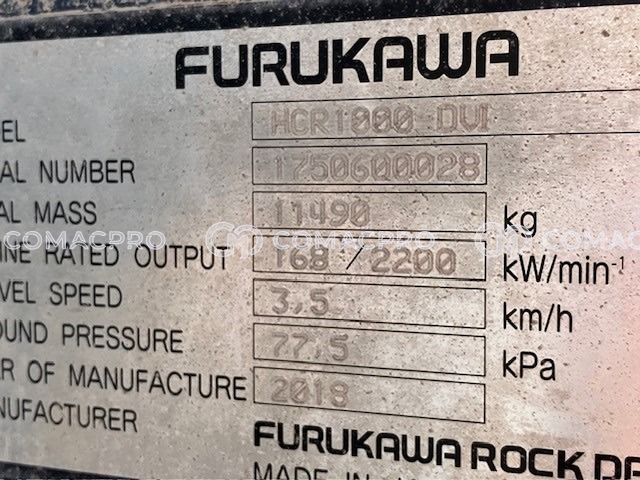 FURUKAWA
EL HCR1000 DVI
AL NUMBER 1750600028
AL MASS 11490 kg
COMACPRO COMACPRO COMACPRO
INE RATED OUTPUT 168/2200 kW/min-1
VEL SPEED 3,5 km/h
OUND PRESSURE 77,5 kPa
R OF MANUFACTURE 2018
NUFACTURER
FURUKAWA ROCK DR
MADE IN